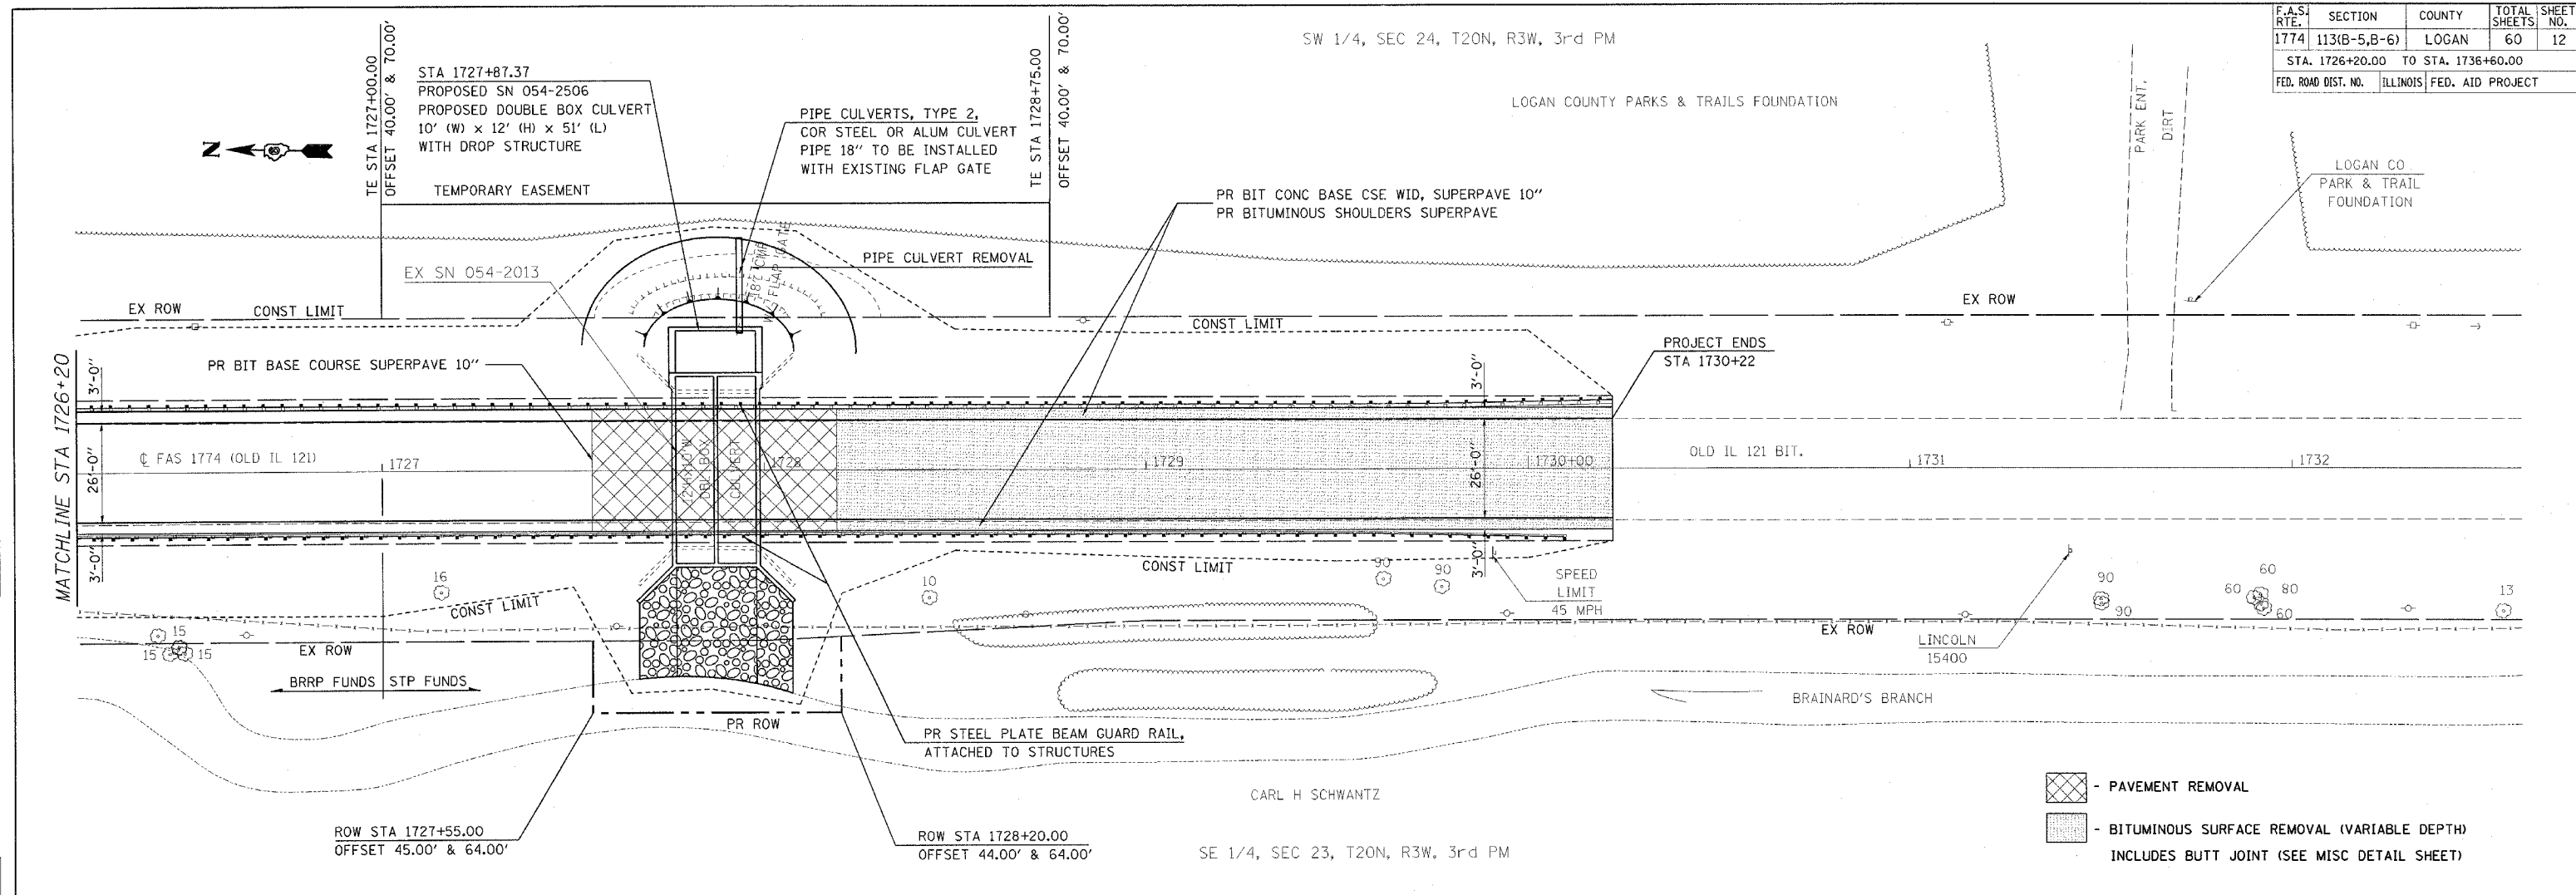 F.A.S. RTE. SECTION COUNTY TOTAL SHEETS SHEET NO.
1774 113(B-5,B-6) LOGAN 60 12
STA. 1726+20.00 TO STA. 1736+60.00
FED. ROAD DIST. NO. ILLINOIS FED. AID PROJECT
SW 1/4, SEC 24, T20N, R3W, 3rd PM
LOGAN COUNTY PARKS & TRAILS FOUNDATION
PARK ENT.
DIRT
LOGAN CO
PARK & TRAIL
FOUNDATION
N
TE STA 1727+00.00
OFFSET 40.00' & 70.00'
STA 1727+87.37
PROPOSED SN 054-2506
PROPOSED DOUBLE BOX CULVERT
10' (W) x 12' (H) x 51' (L)
WITH DROP STRUCTURE
TEMPORARY EASEMENT
PIPE CULVERTS, TYPE 2,
COR STEEL OR ALUM CULVERT
PIPE 18" TO BE INSTALLED
WITH EXISTING FLAP GATE
TE STA 1728+75.00
OFFSET 40.00' & 70.00'
PR BIT CONC BASE CSE WID, SUPERPAVE 10"
PR BITUMINOUS SHOULDERS SUPERPAVE
EX SN 054-2013
PIPE CULVERT REMOVAL
18" CMP
FLAP GATE
EX ROW
CONST LIMIT
CONST LIMIT
EX ROW
PR BIT BASE COURSE SUPERPAVE 10"
PROJECT ENDS
STA 1730+22
MATCHLINE STA 1726+20
3'-0"
26'-0"
3'-0"
3'-0"
26'-0"
3'-0"
℄ FAS 1774 (OLD IL 121)
1727
12'HX10'W
DBL BOX
CULVERT
1728
1729
1730+00
OLD IL 121 BIT.
1731
1732
16
CONST LIMIT
10
CONST LIMIT
90
90
SPEED
LIMIT
45 MPH
90
90
60
60
80
60
13
15
15
15
EX ROW
EX ROW
LINCOLN
15400
BRRP FUNDS
STP FUNDS
PR ROW
BRAINARD'S BRANCH
PR STEEL PLATE BEAM GUARD RAIL,
ATTACHED TO STRUCTURES
CARL H SCHWANTZ
ROW STA 1727+55.00
OFFSET 45.00' & 64.00'
ROW STA 1728+20.00
OFFSET 44.00' & 64.00'
SE 1/4, SEC 23, T20N, R3W, 3rd PM
- PAVEMENT REMOVAL
- BITUMINOUS SURFACE REMOVAL (VARIABLE DEPTH)
INCLUDES BUTT JOINT (SEE MISC DETAIL SHEET)